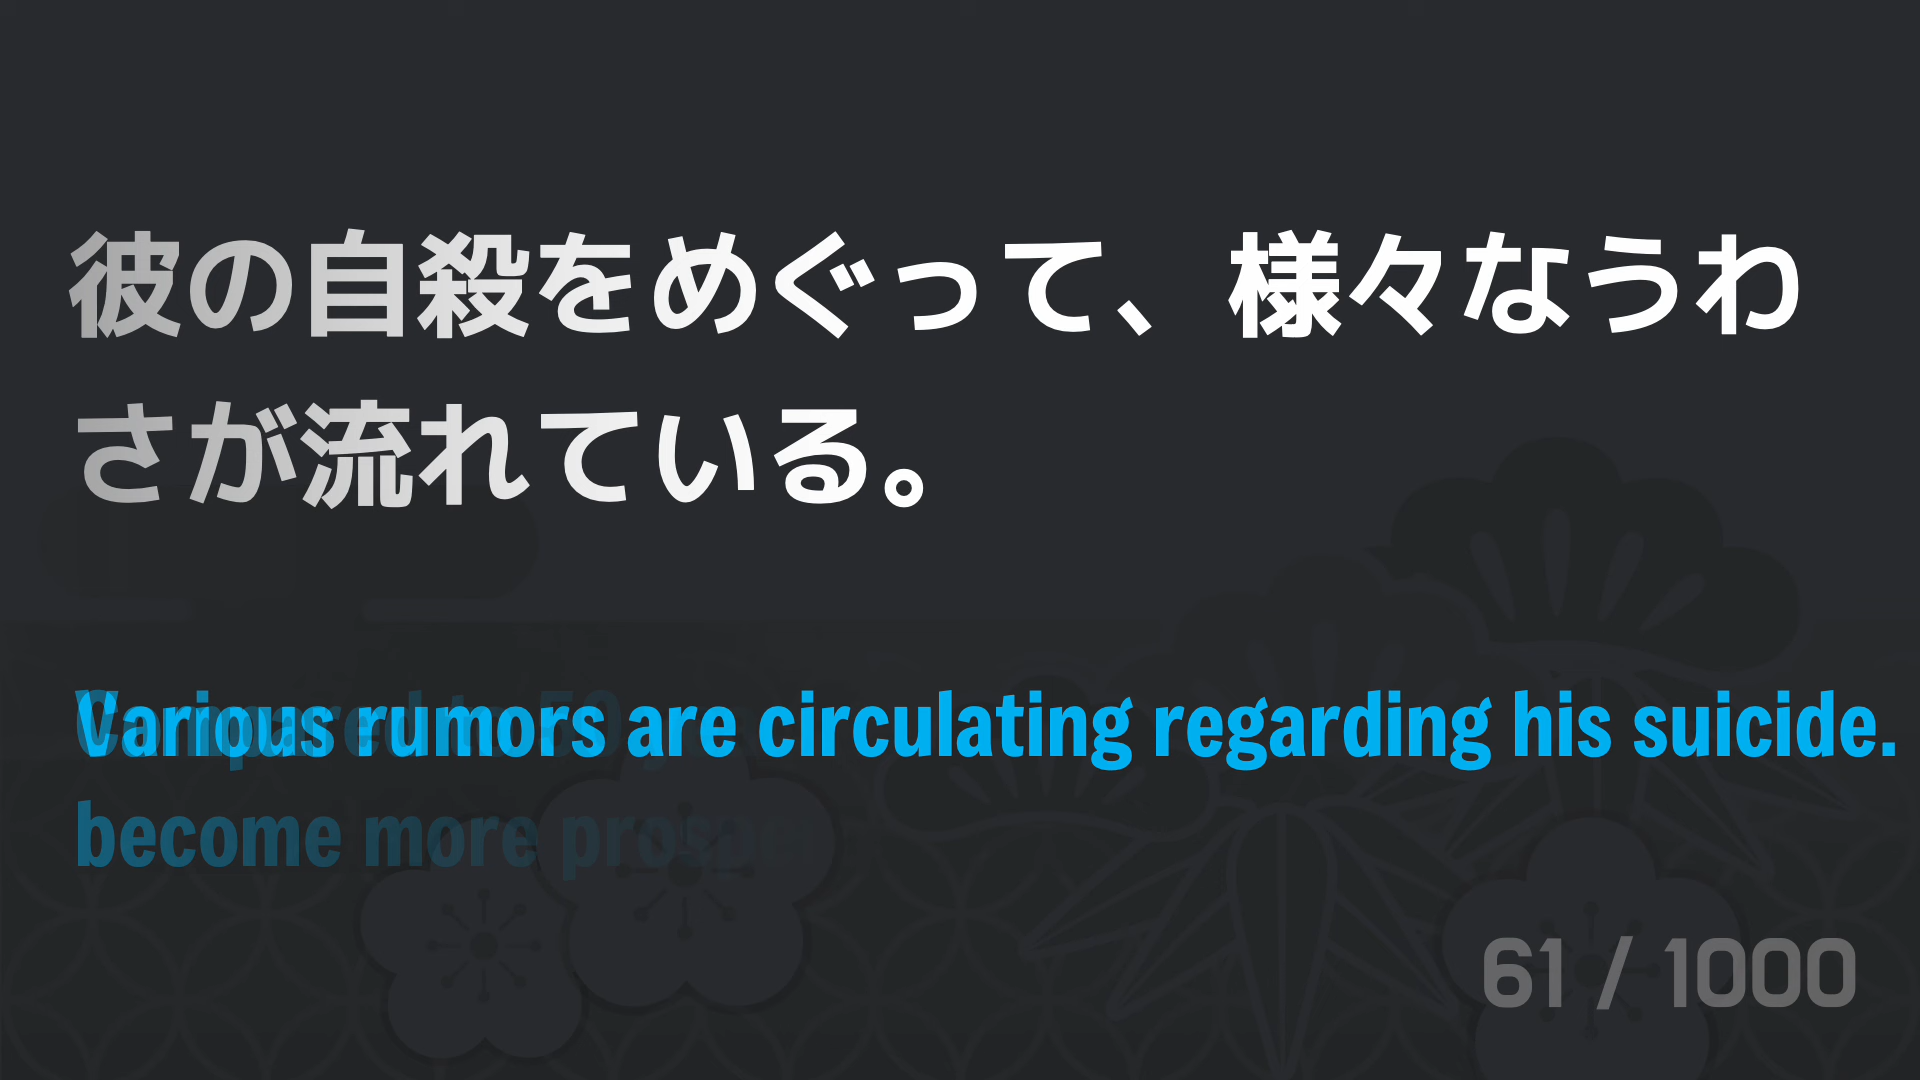 彼の自殺をめぐって、様々なうわ
さが流れている。
Various rumors are circulating regarding his suicide.
become more
61 / 1000